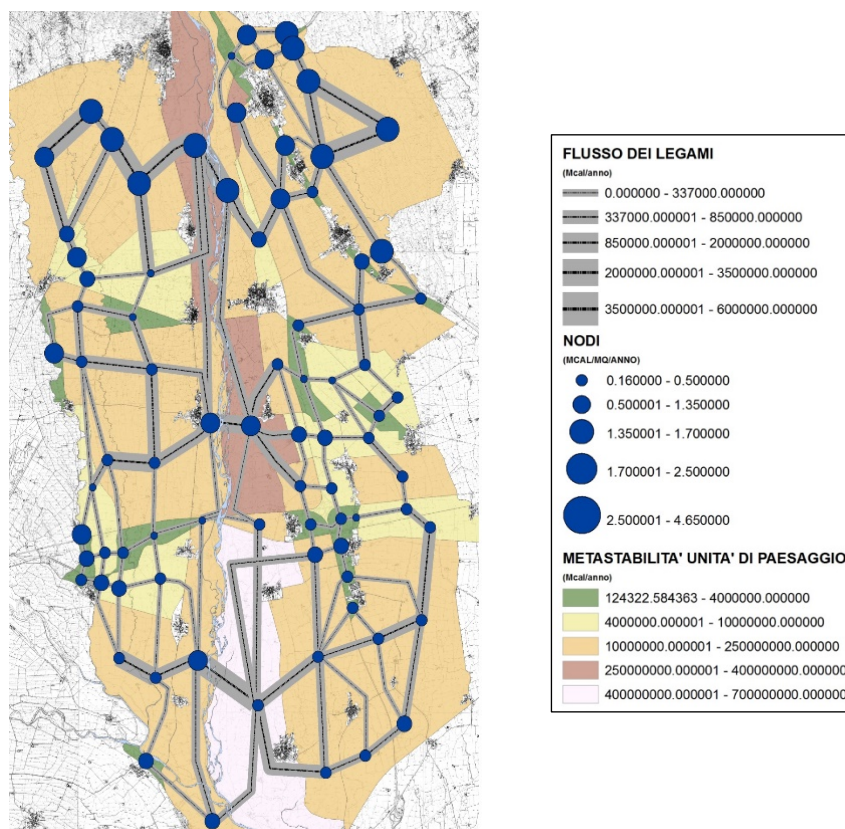 FLUSSO DEI LEGAMI
(Mcal/anno)
0.000000 - 337000.000000
337000.000001 - 850000.000000
850000.000001 - 2000000.000000
2000000.000001 - 3500000.000000
3500000.000001 - 6000000.000000
NODI
(MCAL/MQ/ANNO)
0.160000 - 0.500000
0.500001 - 1.350000
1.350001 - 1.700000
1.700001 - 2.500000
2.500001 - 4.650000
METASTABILITA' UNITA' DI PAESAGGIO
(Mcal/anno)
124322.584363 - 4000000.000000
4000000.000001 - 10000000.000000
10000000.000001 - 250000000.000000
250000000.000001 - 400000000.000000
400000000.000001 - 700000000.000000